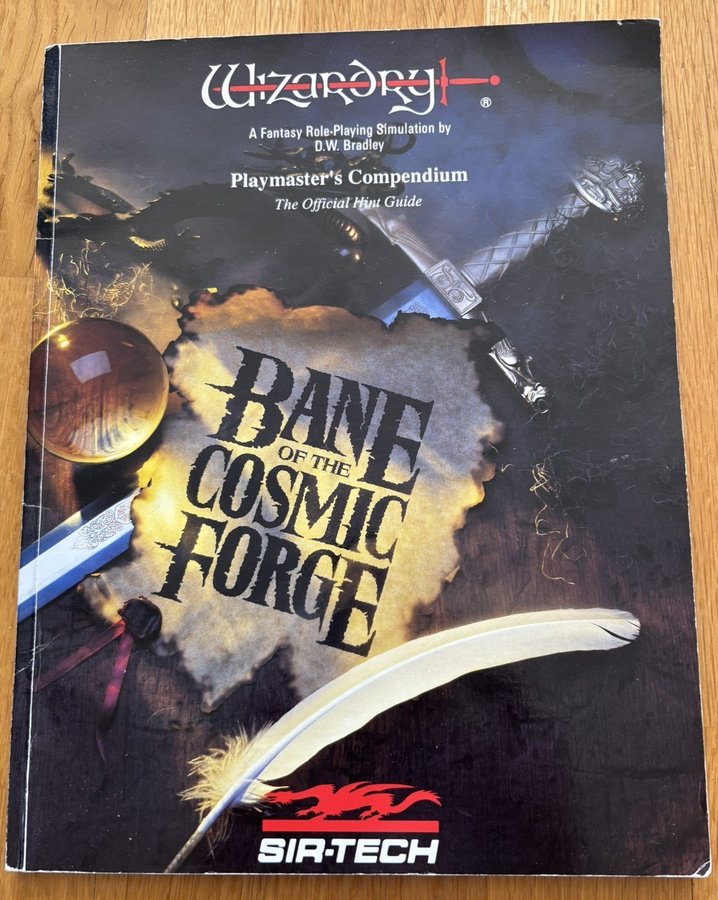 Wizardry®
A Fantasy Role-Playing Simulation by
D.W. Bradley
Playmaster's Compendium
The Official Hint Guide
BANE
OF THE
COSMIC
FORGE
SIR-TECH